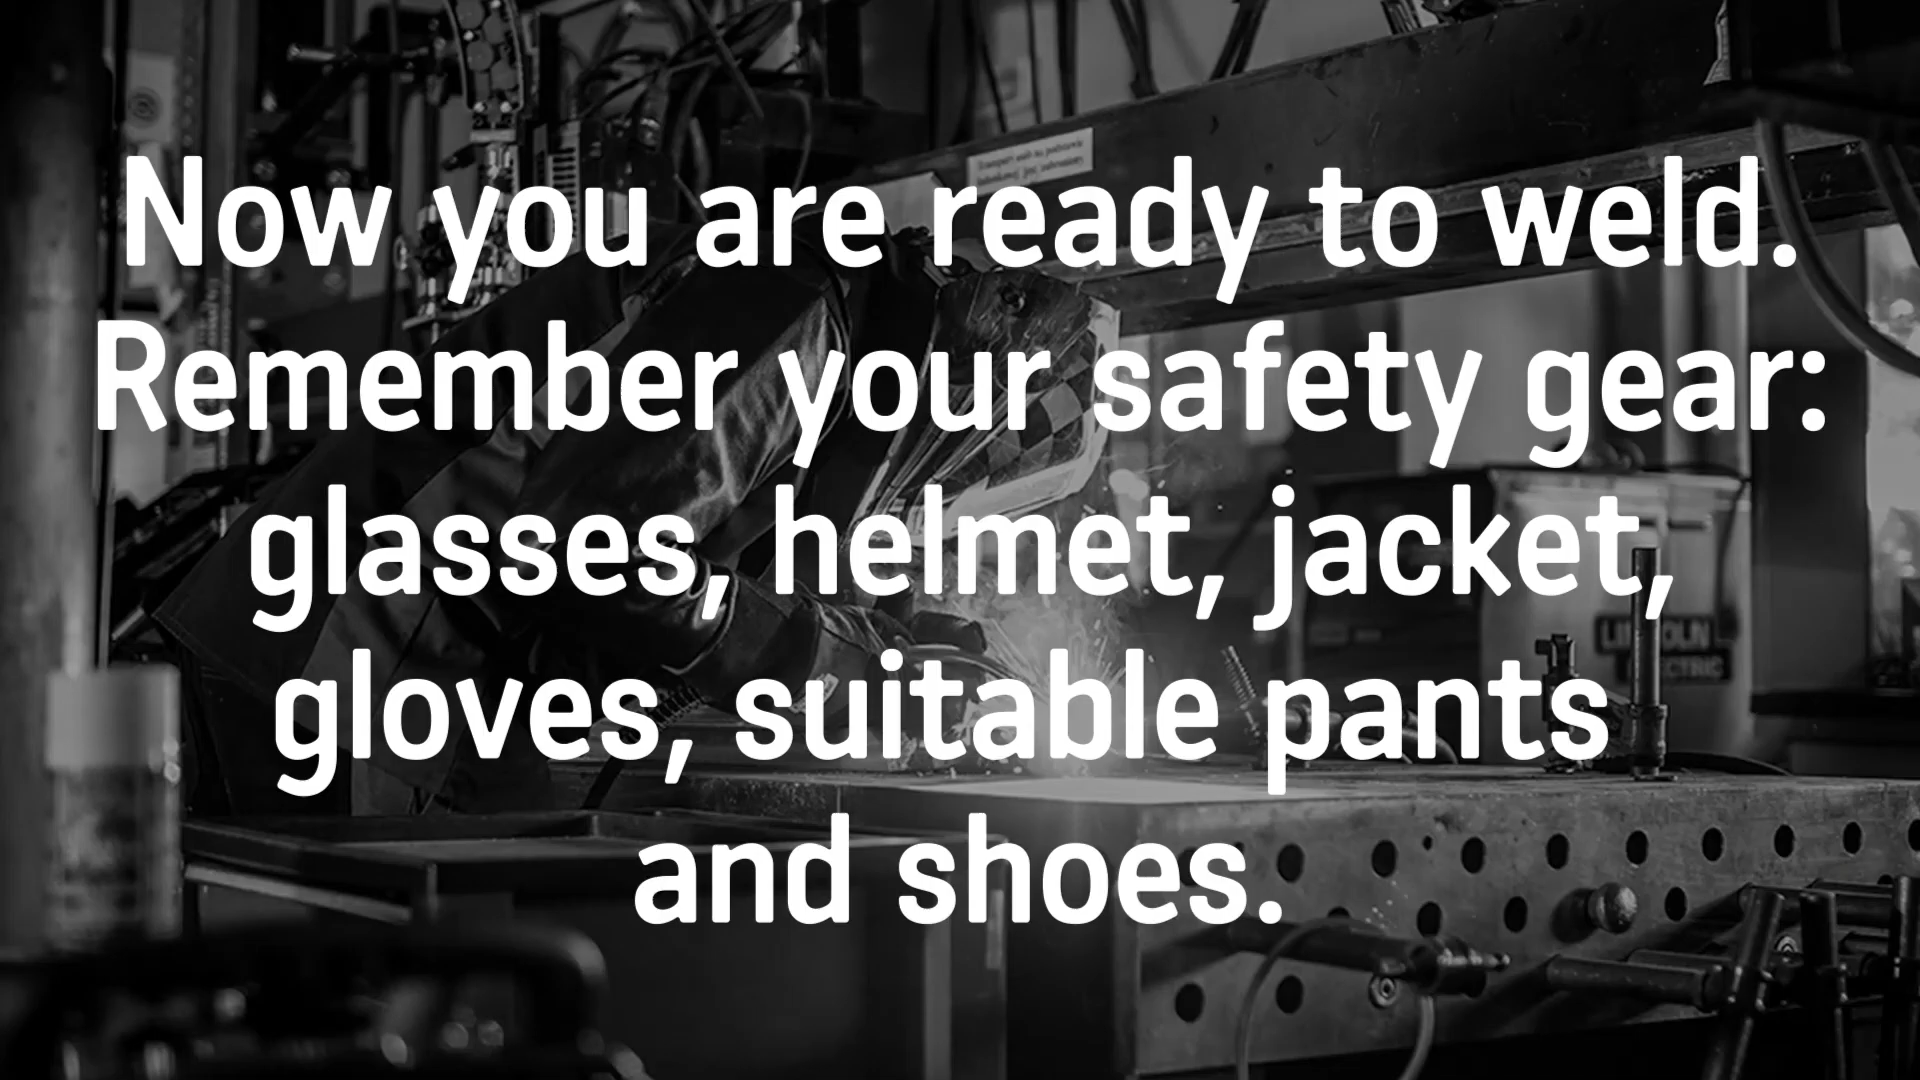 Now you are ready to weld.
Remember your safety gear:
glasses, helmet, jacket,
gloves, suitable pants
and shoes.